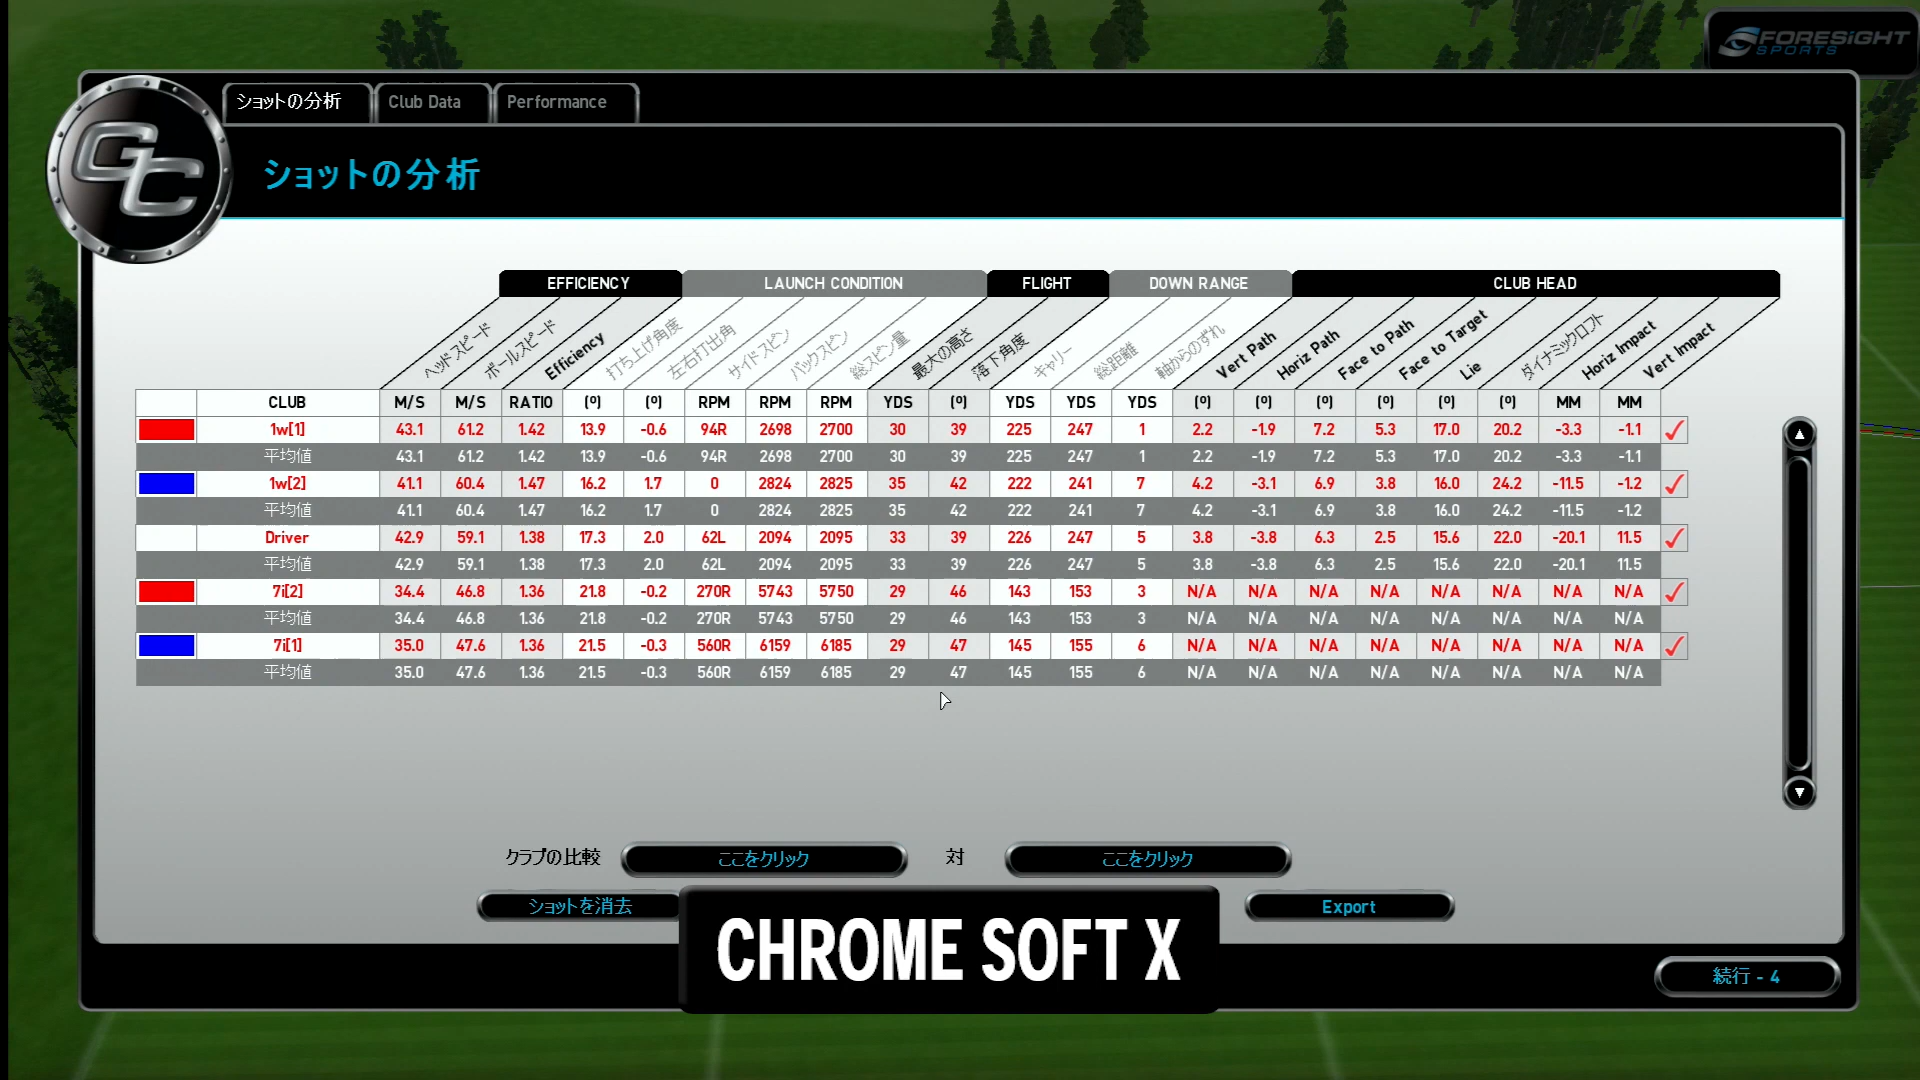 FORESIGHT
SPORTS
GC
ショットの分析 Club Data Performance
ショットの分析
EFFICIENCY LAUNCH CONDITION FLIGHT DOWN RANGE CLUB HEAD
ヘッドスピード ボールスピード Efficiency 打ち上げ角度 左右打出角 サイドスピン バックスピン 総スピン量 最大の高さ 落下角度 キャリー 総距離 軸からのずれ Vert Path Horiz Path Face to Path Face to Target Lie ダイナミックロフト Horiz Impact Vert Impact
CLUB M/S M/S RATIO (º) (º) RPM RPM RPM YDS (º) YDS YDS YDS (º) (º) (º) (º) (º) (º) MM MM
1w[1] 43.1 61.2 1.42 13.9 -0.6 94R 2698 2700 30 39 225 247 1 2.2 -1.9 7.2 5.3 17.0 20.2 -3.3 -1.1
平均値 43.1 61.2 1.42 13.9 -0.6 94R 2698 2700 30 39 225 247 1 2.2 -1.9 7.2 5.3 17.0 20.2 -3.3 -1.1
1w[2] 41.1 60.4 1.47 16.2 1.7 0 2824 2825 35 42 222 241 7 4.2 -3.1 6.9 3.8 16.0 24.2 -11.5 -1.2
平均値 41.1 60.4 1.47 16.2 1.7 0 2824 2825 35 42 222 241 7 4.2 -3.1 6.9 3.8 16.0 24.2 -11.5 -1.2
Driver 42.9 59.1 1.38 17.3 2.0 62L 2094 2095 33 39 226 247 5 3.8 -3.8 6.3 2.5 15.6 22.0 -20.1 11.5
平均値 42.9 59.1 1.38 17.3 2.0 62L 2094 2095 33 39 226 247 5 3.8 -3.8 6.3 2.5 15.6 22.0 -20.1 11.5
7i[2] 34.4 46.8 1.36 21.8 -0.2 270R 5743 5750 29 46 143 153 3 N/A N/A N/A N/A N/A N/A N/A N/A
平均値 34.4 46.8 1.36 21.8 -0.2 270R 5743 5750 29 46 143 153 3 N/A N/A N/A N/A N/A N/A N/A N/A
7i[1] 35.0 47.6 1.36 21.5 -0.3 560R 6159 6185 29 47 145 155 6 N/A N/A N/A N/A N/A N/A N/A N/A
平均値 35.0 47.6 1.36 21.5 -0.3 560R 6159 6185 29 47 145 155 6 N/A N/A N/A N/A N/A N/A N/A N/A
クラブの比較 ここをクリック 対 ここをクリック
ショットを消去 Export
CHROME SOFT X
続行 - 4